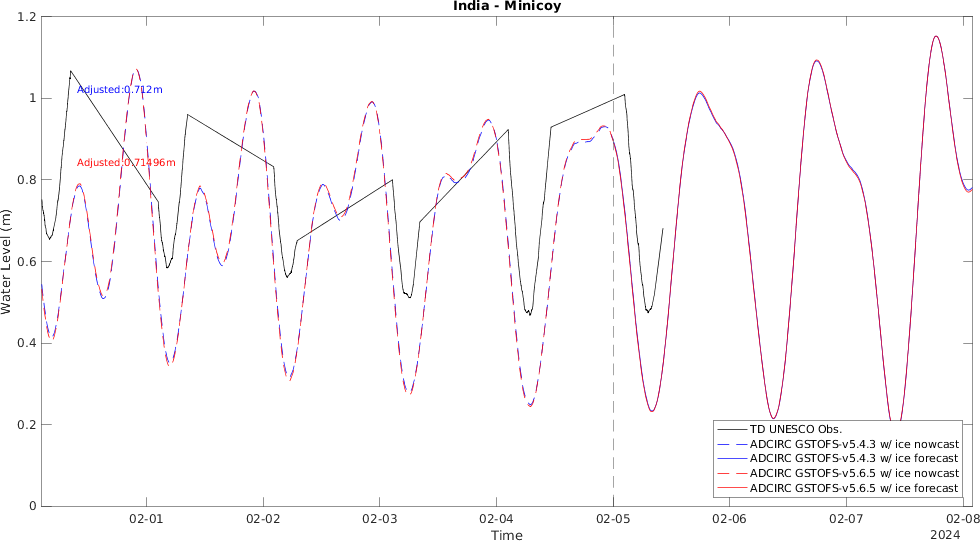 India - Minicoy
1.2
1
0.8
0.6
0.4
0.2
0
Water Level (m)
Adjusted:0.712m
Adjusted:0.71496m
TD UNESCO Obs.
ADCIRC GSTOFS-v5.4.3 w/ ice nowcast
ADCIRC GSTOFS-v5.4.3 w/ ice forecast
ADCIRC GSTOFS-v5.6.5 w/ ice nowcast
ADCIRC GSTOFS-v5.6.5 w/ ice forecast
02-01 02-02 02-03 02-04 02-05 02-06 02-07 02-08
Time
2024